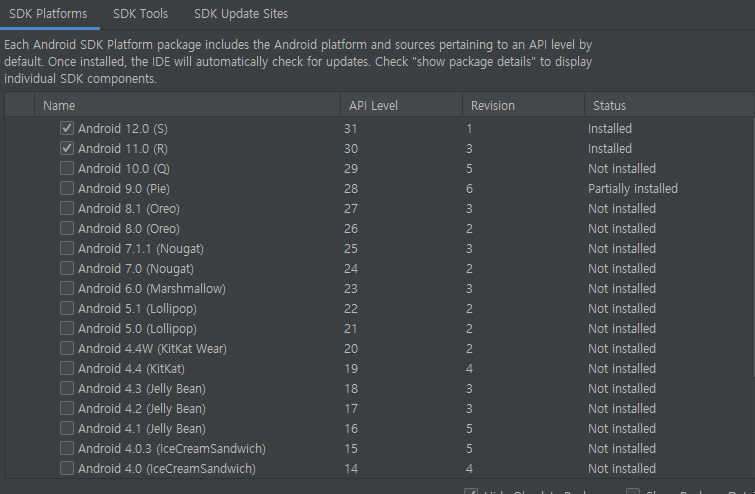 SDK Platforms SDK Tools SDK Update Sites
Each Android SDK Platform package includes the Android platform and sources pertaining to an API level by
default. Once installed, the IDE will automatically check for updates. Check "show package details" to display
individual SDK components.
Name API Level Revision Status
Android 12.0 (S) 31 1 Installed
Android 11.0 (R) 30 3 Installed
Android 10.0 (Q) 29 5 Not installed
Android 9.0 (Pie) 28 6 Partially installed
Android 8.1 (Oreo) 27 3 Not installed
Android 8.0 (Oreo) 26 2 Not installed
Android 7.1.1 (Nougat) 25 3 Not installed
Android 7.0 (Nougat) 24 2 Not installed
Android 6.0 (Marshmallow) 23 3 Not installed
Android 5.1 (Lollipop) 22 2 Not installed
Android 5.0 (Lollipop) 21 2 Not installed
Android 4.4W (KitKat Wear) 20 2 Not installed
Android 4.4 (KitKat) 19 4 Not installed
Android 4.3 (Jelly Bean) 18 3 Not installed
Android 4.2 (Jelly Bean) 17 3 Not installed
Android 4.1 (Jelly Bean) 16 5 Not installed
Android 4.0.3 (IceCreamSandwich) 15 5 Not installed
Android 4.0 (IceCreamSandwich) 14 4 Not installed